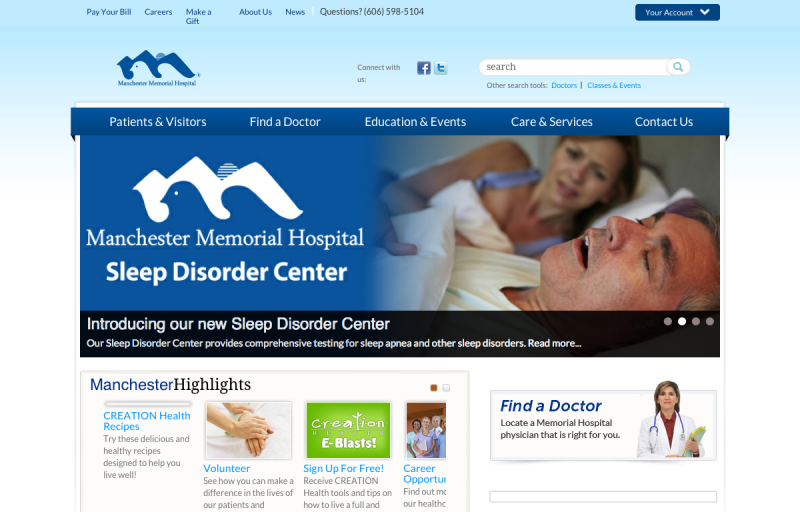 Pay Your Bill
Careers
Make a
Gift
About Us
News
Questions? (606) 598-5104
Your Account
Manchester Memorial Hospital
Connect with
us:
search
Other search tools: Doctors | Classes & Events
Patients & Visitors
Find a Doctor
Education & Events
Care & Services
Contact Us
Manchester Memorial Hospital
Sleep Disorder Center
Introducing our new Sleep Disorder Center
Our Sleep Disorder Center provides comprehensive testing for sleep apnea and other sleep disorders. Read more...
ManchesterHighlights
CREATION Health
Recipes
Try these delicious and
healthy recipes
designed to help you
live well!
Volunteer
See how you can make a
difference in the lives of
our patients and
Creation
HEALTH
E-Blasts!
Sign Up For Free!
Receive CREATION
Health tools and tips on
how to live a full and
Career
Opportun
Find out mo
our healthc
Find a Doctor
Locate a Memorial Hospital
physician that is right for you.